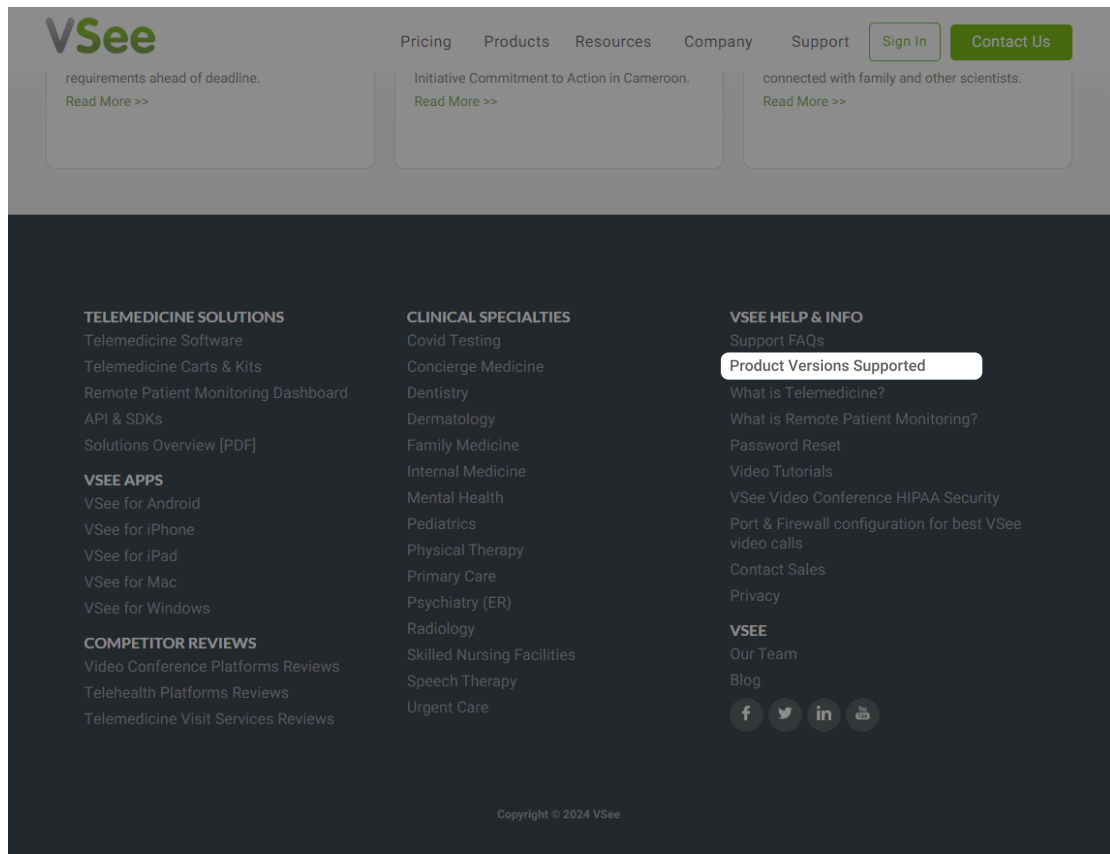 VSee
Pricing Products Resources Company Support Sign In Contact Us
requirements ahead of deadline.
Read More >>
Initiative Commitment to Action in Cameroon.
Read More >>
connected with family and other scientists.
Read More >>
TELEMEDICINE SOLUTIONS
Telemedicine Software
Telemedicine Carts & Kits
Remote Patient Monitoring Dashboard
API & SDKs
Solutions Overview [PDF]
VSEE APPS
VSee for Android
VSee for iPhone
VSee for iPad
VSee for Mac
VSee for Windows
COMPETITOR REVIEWS
Video Conference Platforms Reviews
Telehealth Platforms Reviews
Telemedicine Visit Services Reviews
CLINICAL SPECIALTIES
Covid Testing
Concierge Medicine
Dentistry
Dermatology
Family Medicine
Internal Medicine
Mental Health
Pediatrics
Physical Therapy
Primary Care
Psychiatry (ER)
Radiology
Skilled Nursing Facilities
Speech Therapy
Urgent Care
VSEE HELP & INFO
Support FAQs
Product Versions Supported
What is Telemedicine?
What is Remote Patient Monitoring?
Password Reset
Video Tutorials
VSee Video Conference HIPAA Security
Port & Firewall configuration for best VSee
video calls
Contact Sales
Privacy
VSEE
Our Team
Blog
Copyright © 2024 VSee